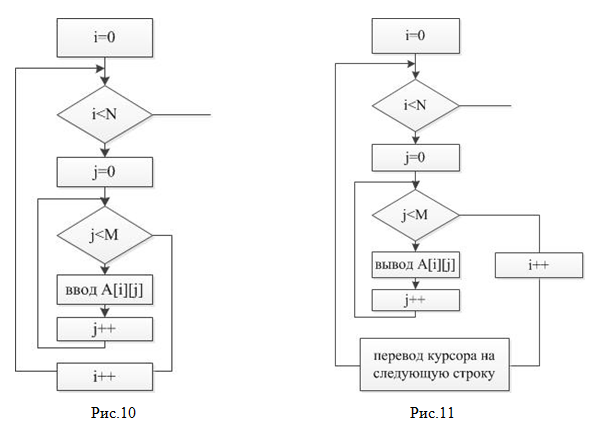 i=0
i<N
j=0
j<M
ввод A[i][j]
j++
i++
Рис.10
i=0
i<N
j=0
j<M
вывод A[i][j]
j++
i++
перевод курсора на
следующую строку
Рис.11